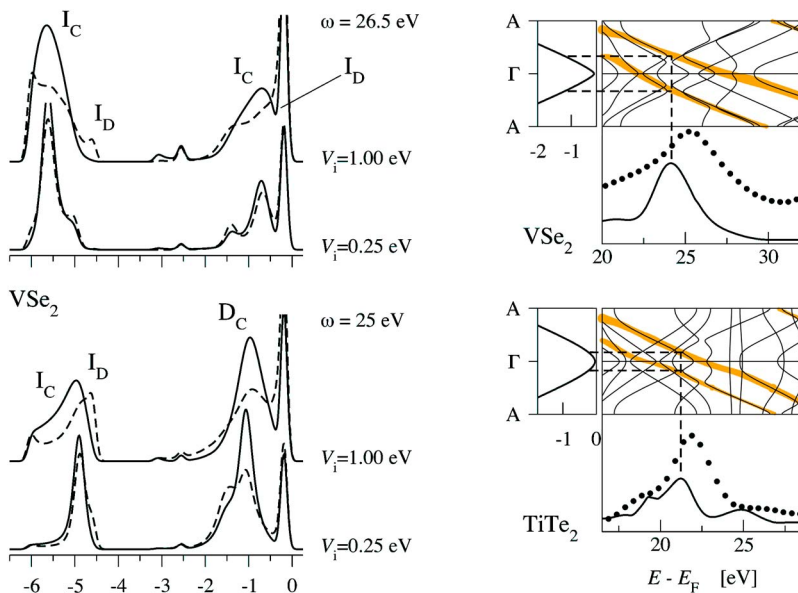 I_C
ω = 26.5 eV
I_C
I_D
I_D
V_i=1.00 eV
V_i=0.25 eV
VSe_2
D_C
ω = 25 eV
I_D
I_C
V_i=1.00 eV
V_i=0.25 eV
-6 -5 -4 -3 -2 -1 0
A
Γ
A
-2 -1
VSe_2
20 25 30
A
Γ
A
-1 0
TiTe_2
20 25
E - E_F [eV]